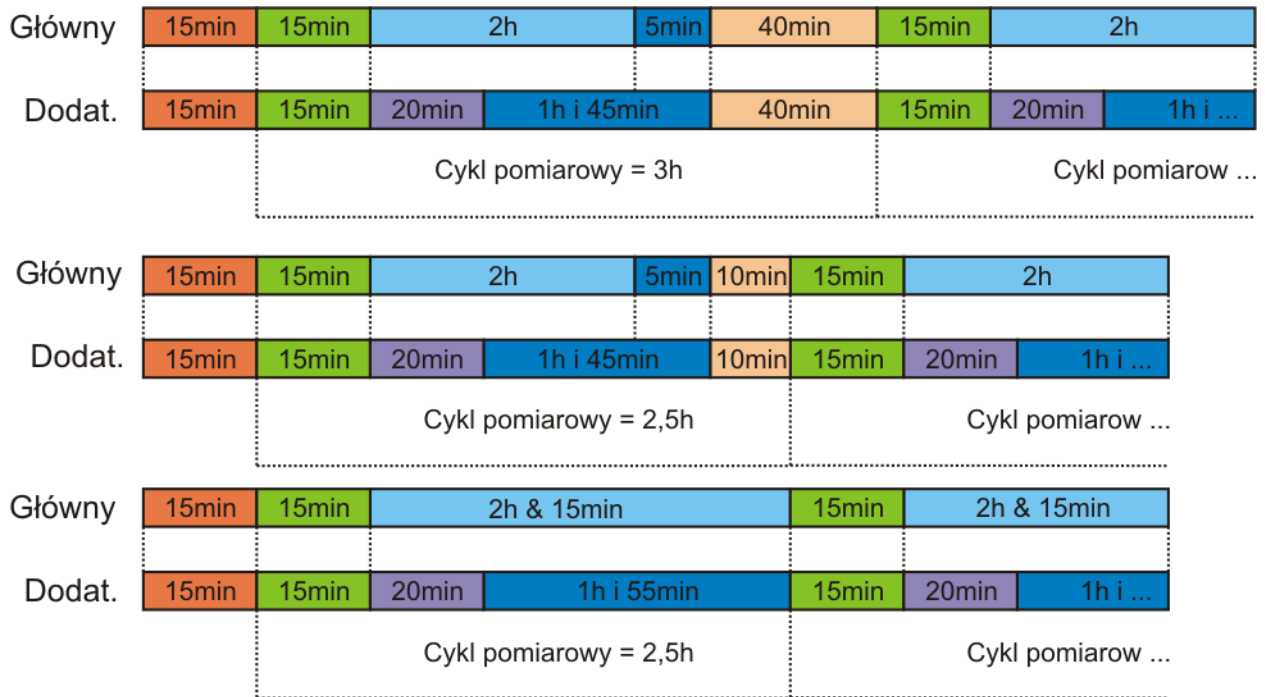 Główny 15min 15min 2h 5min 40min 15min 2h
Dodat. 15min 15min 20min 1h i 45min 40min 15min 20min 1h i ...
Cykl pomiarowy = 3h Cykl pomiarow ...
Główny 15min 15min 2h 5min 10min 15min 2h
Dodat. 15min 15min 20min 1h i 45min 10min 15min 20min 1h i ...
Cykl pomiarowy = 2,5h Cykl pomiarow ...
Główny 15min 15min 2h & 15min 15min 2h & 15min
Dodat. 15min 15min 20min 1h i 55min 15min 20min 1h i ...
Cykl pomiarowy = 2,5h Cykl pomiarow ...